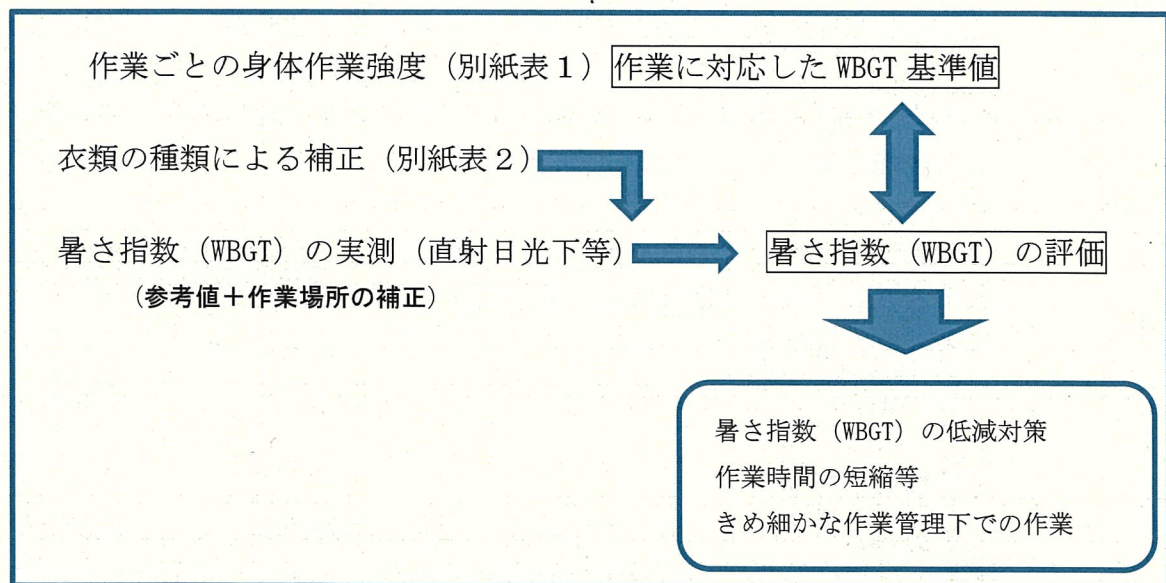 作業ごとの身体作業強度（別紙表１）作業に対応した WBGT 基準値
衣類の種類による補正（別紙表２）
暑さ指数（WBGT）の実測（直射日光下等）
暑さ指数（WBGT）の評価
（参考値＋作業場所の補正）
暑さ指数（WBGT）の低減対策
作業時間の短縮等
きめ細かな作業管理下での作業